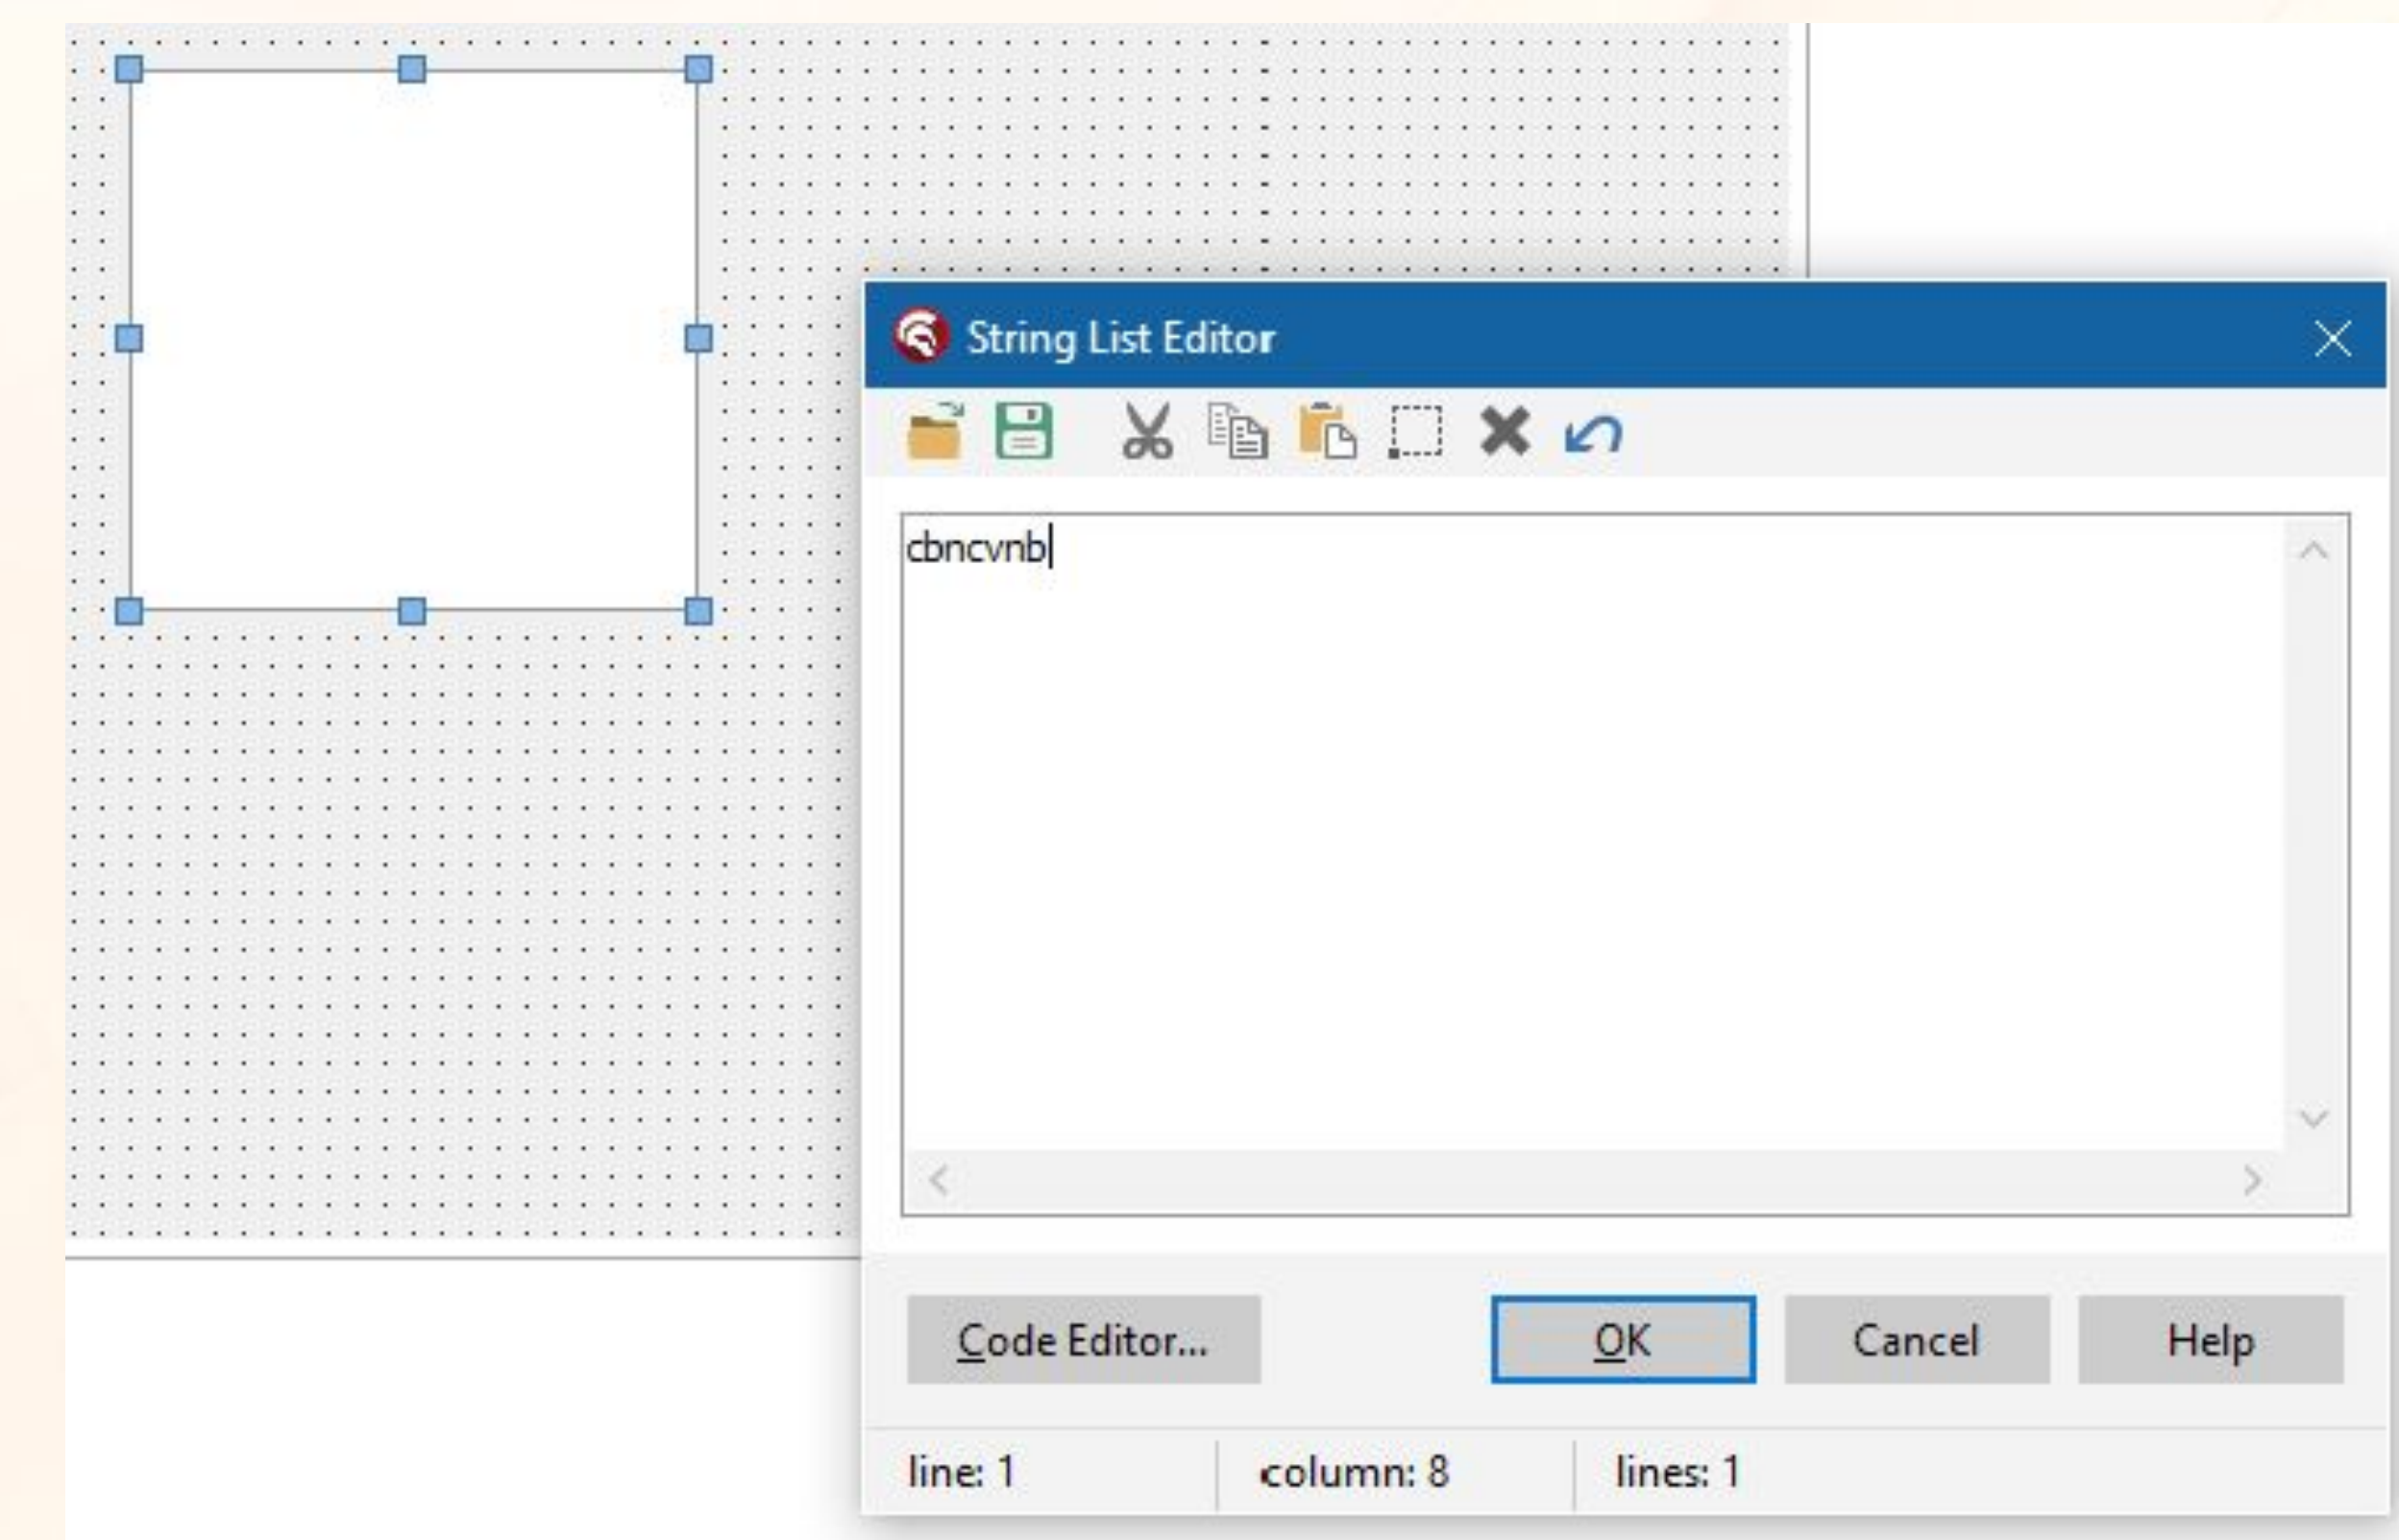 String List Editor
cbncvnb
Code Editor...
OK
Cancel
Help
line: 1
column: 8
lines: 1